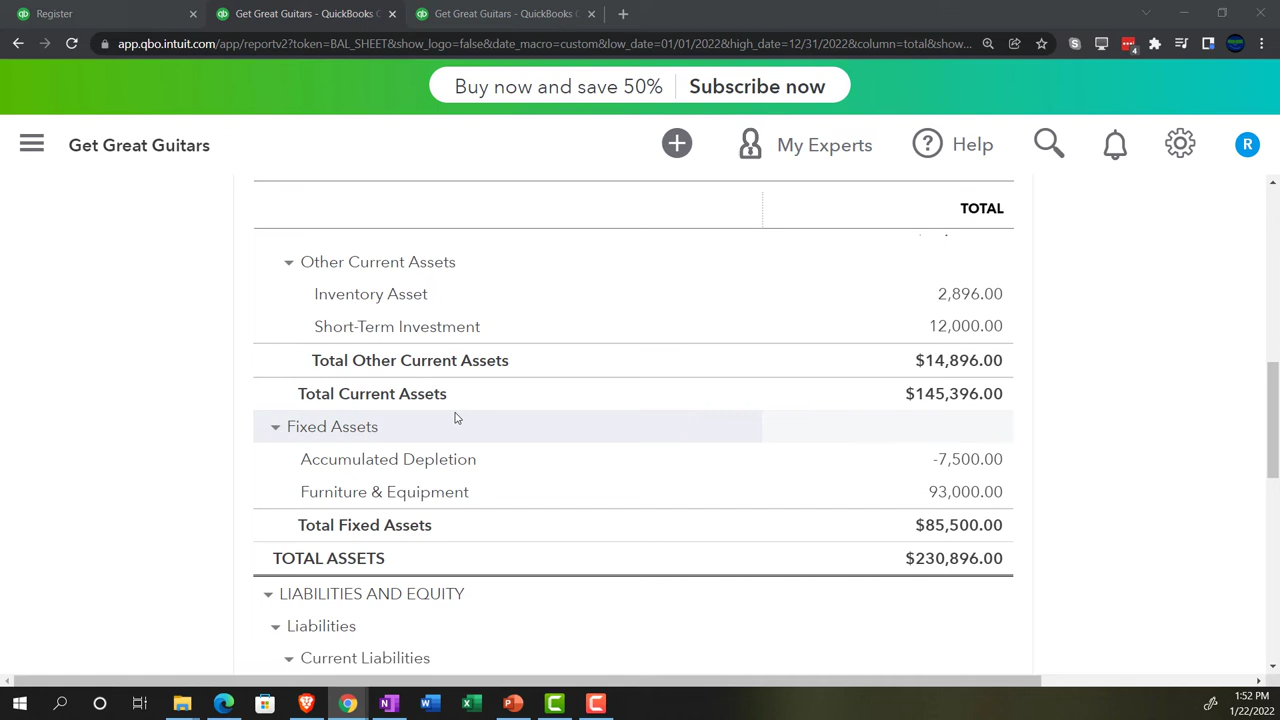 Register
Get Great Guitars - QuickBooks
Get Great Guitars - QuickBooks
app.qbo.intuit.com/app/reportv2?token=BAL_SHEET&show_logo=false&date_macro=custom&low_date=01/01/2022&high_date=12/31/2022&column=total&show...
4
Buy now and save 50% Subscribe now
Get Great Guitars My Experts Help R
TOTAL
Other Current Assets
Inventory Asset 2,896.00
Short-Term Investment 12,000.00
Total Other Current Assets $14,896.00
Total Current Assets $145,396.00
Fixed Assets
Accumulated Depletion -7,500.00
Furniture & Equipment 93,000.00
Total Fixed Assets $85,500.00
TOTAL ASSETS $230,896.00
LIABILITIES AND EQUITY
Liabilities
Current Liabilities
1:52 PM
1/22/2022